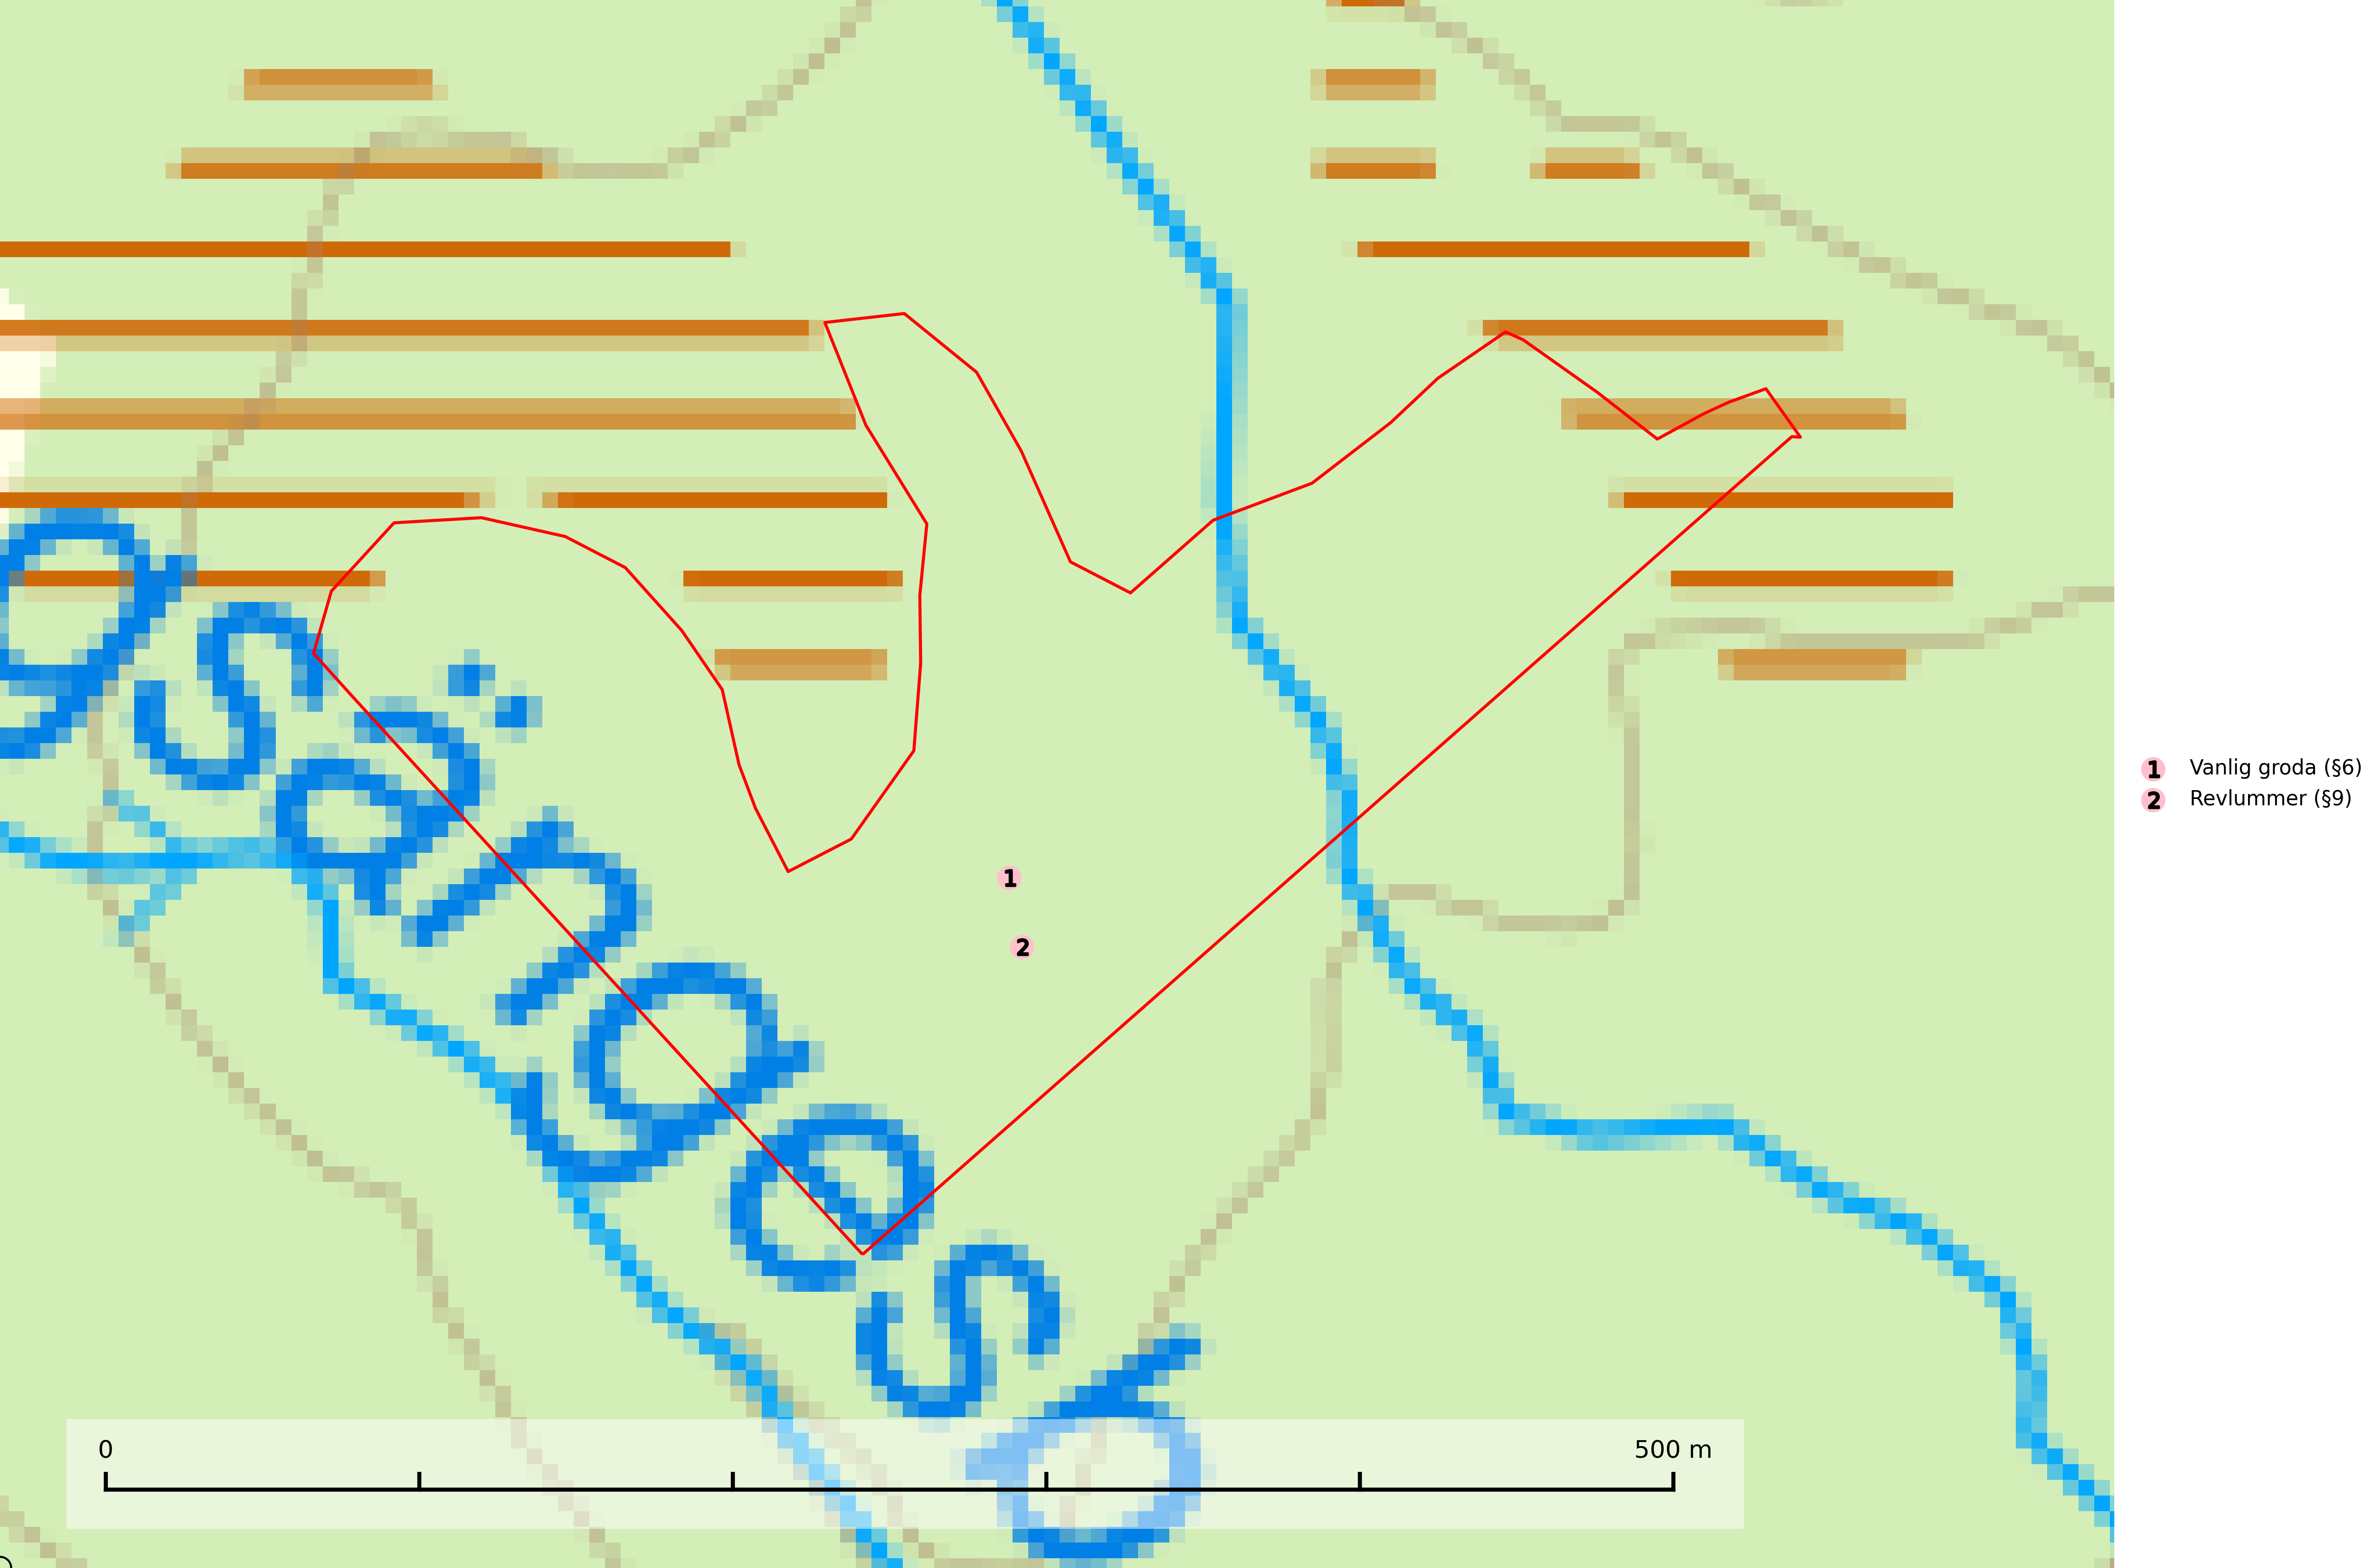 1
2
1 Vanlig groda (§6)
2 Revlummer (§9)
0 500 m